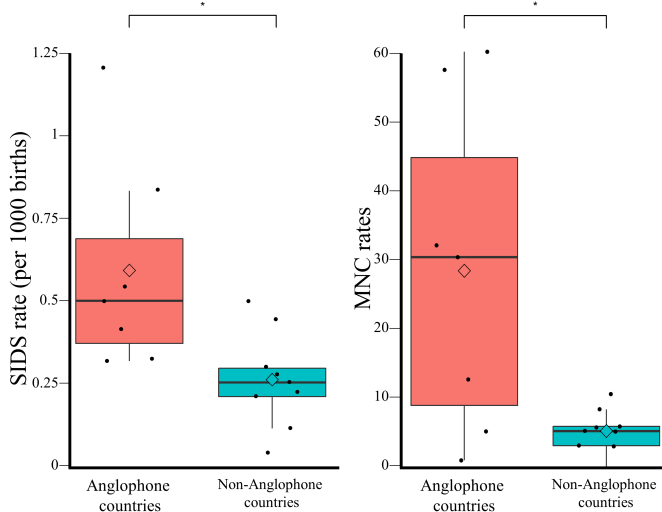 *
SIDS rate (per 1000 births)
1.25
1
0.75
0.5
0.25
0
Anglophone
countries
Non-Anglophone
countries
*
MNC rates
60
50
40
30
20
10
0
Anglophone
countries
Non-Anglophone
countries